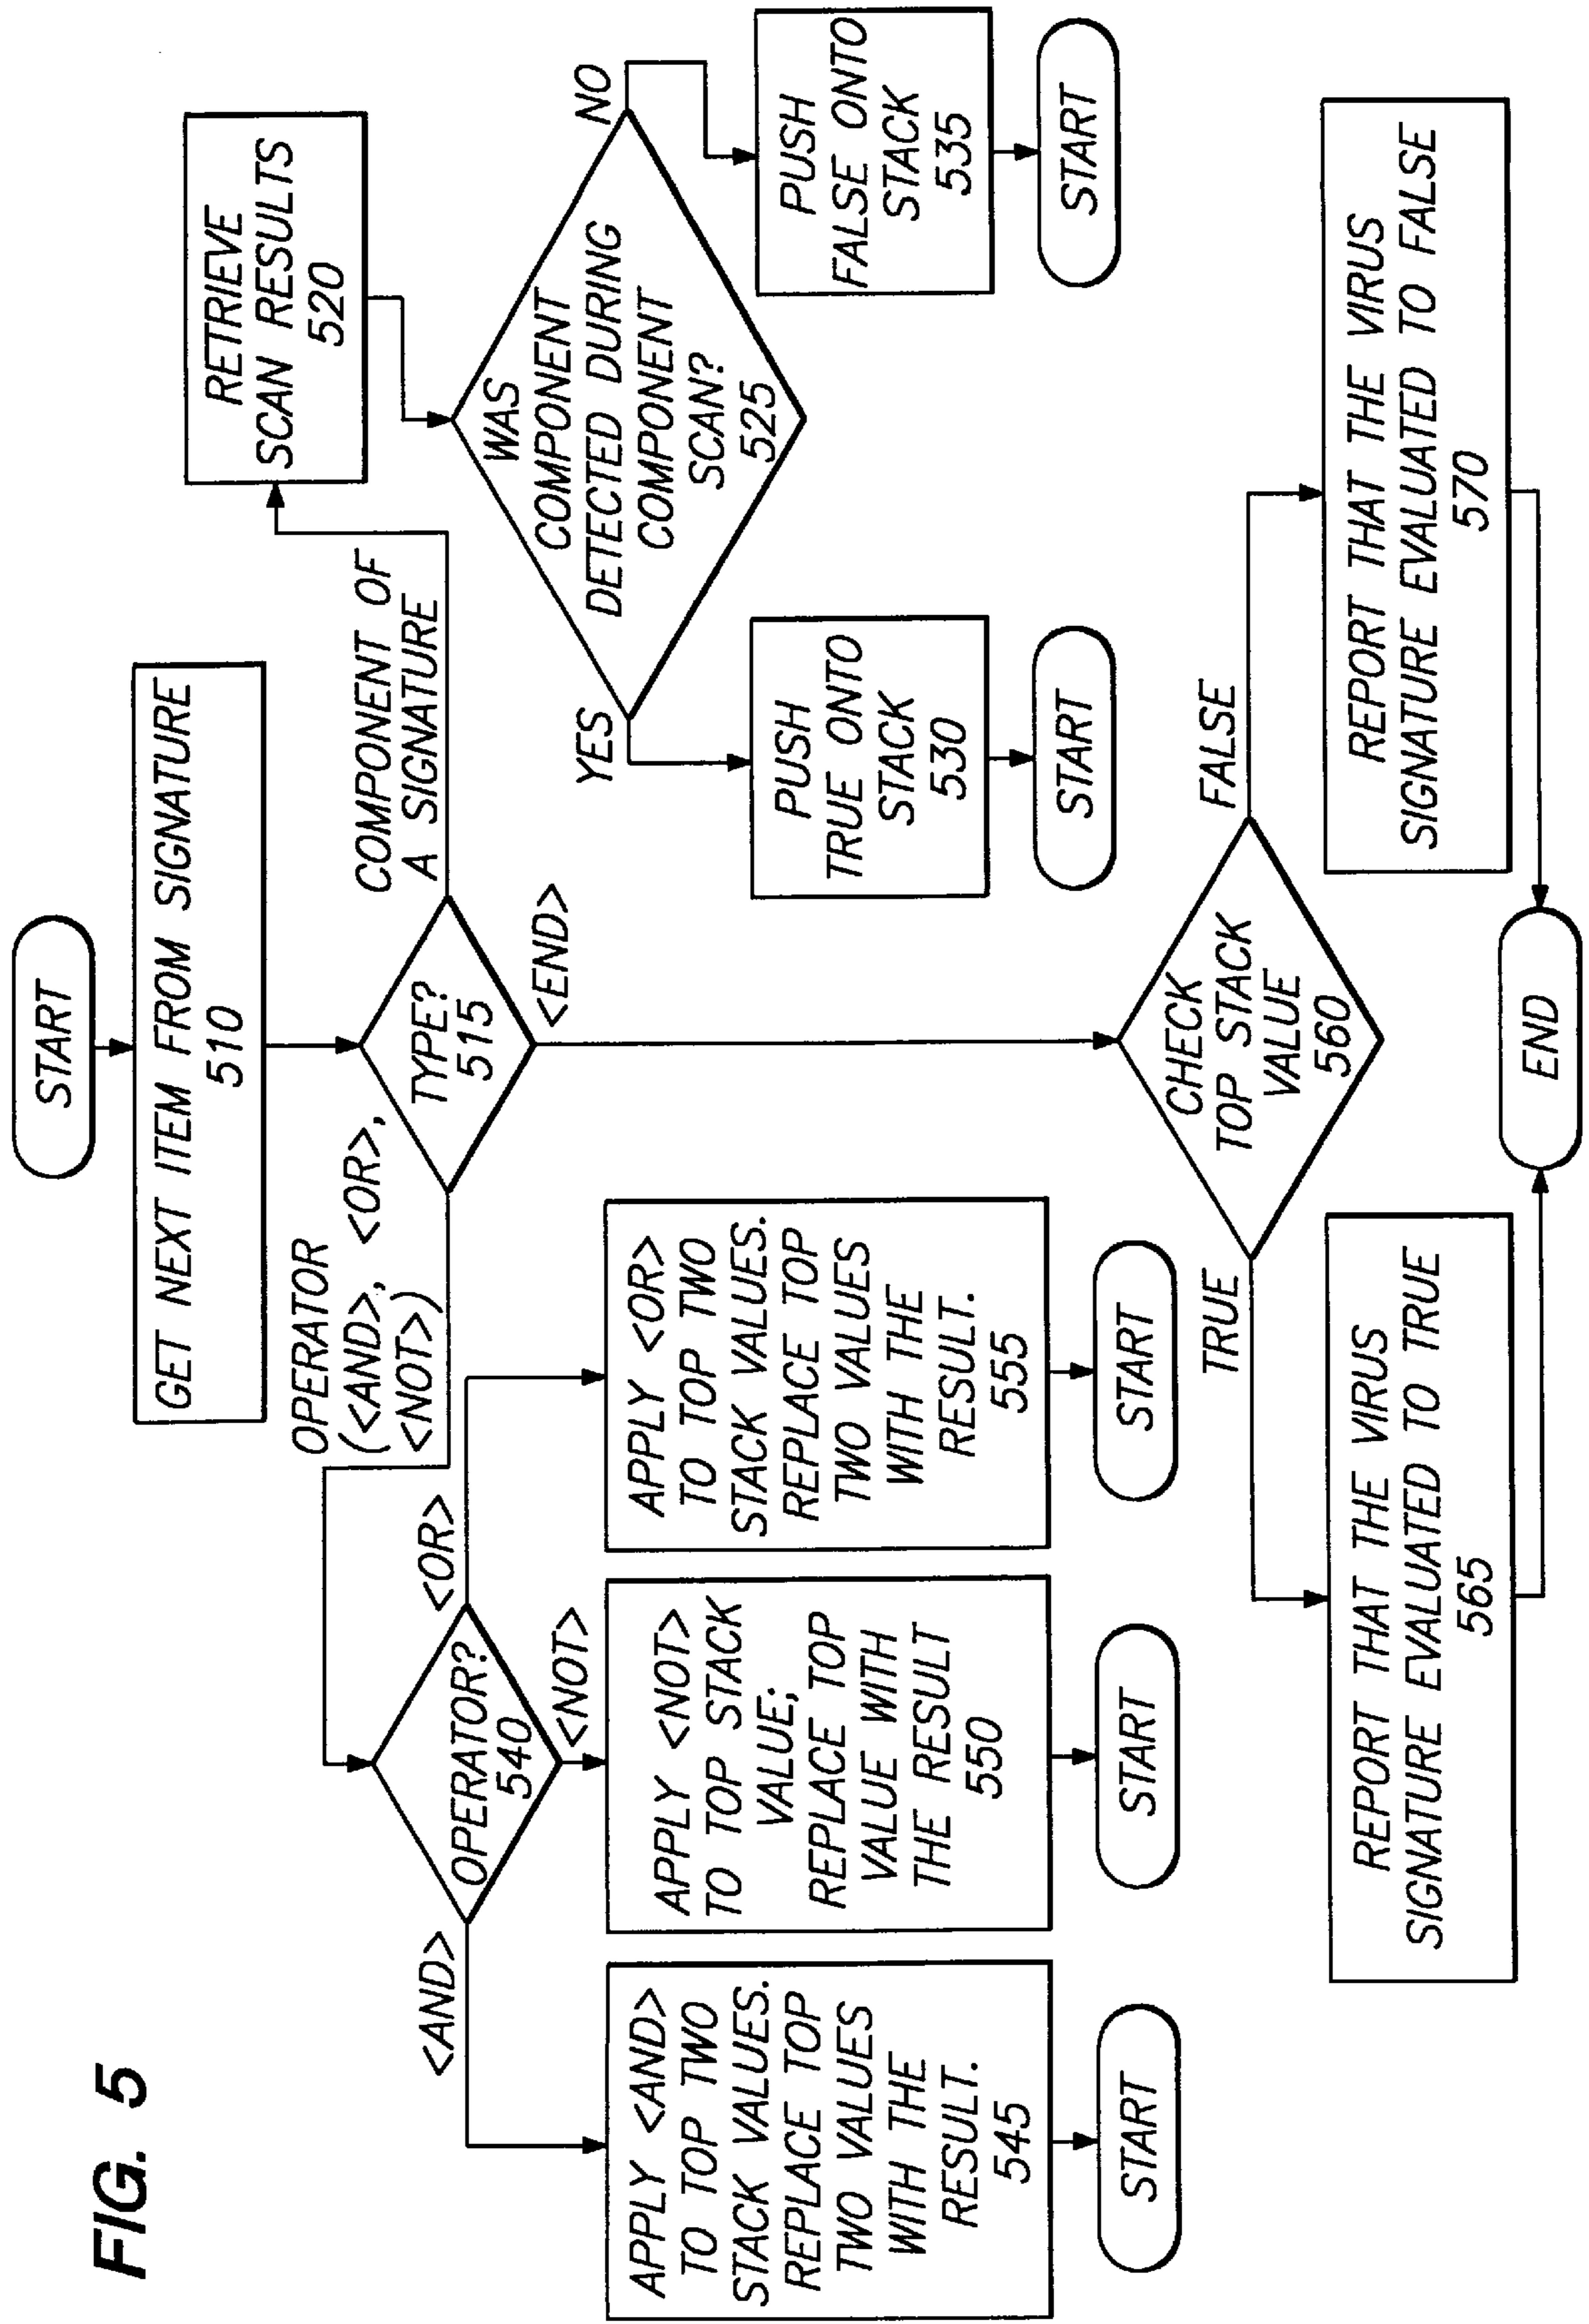 FIG. 5
START
GET NEXT ITEM FROM SIGNATURE
510
TYPE?
515
OPERATOR
(<AND>, <OR>,
<NOT>)
COMPONENT OF
A SIGNATURE
<END>
RETRIEVE
SCAN RESULTS
520
WAS
COMPONENT
DETECTED DURING
COMPONENT
SCAN?
525
YES
NO
PUSH
TRUE ONTO
STACK
530
START
PUSH
FALSE ONTO
STACK
535
START
OPERATOR?
540
<AND>
<NOT>
<OR>
APPLY <AND>
TO TOP TWO
STACK VALUES.
REPLACE TOP
TWO VALUES
WITH THE
RESULT.
545
START
APPLY <NOT>
TO TOP STACK
VALUE;
REPLACE TOP
VALUE WITH
THE RESULT
550
START
APPLY <OR>
TO TOP TWO
STACK VALUES.
REPLACE TOP
TWO VALUES
WITH THE
RESULT.
555
START
CHECK
TOP STACK
VALUE
560
TRUE
FALSE
REPORT THAT THE VIRUS
SIGNATURE EVALUATED TO TRUE
565
REPORT THAT THE VIRUS
SIGNATURE EVALUATED TO FALSE
570
END